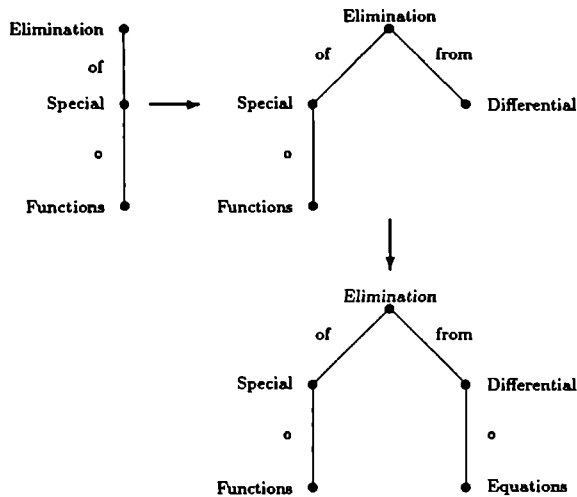 Elimination
of
Special
o
Functions
Elimination
of from
Special Differential
o
Functions
Elimination
of from
Special Differential
o o
Functions Equations